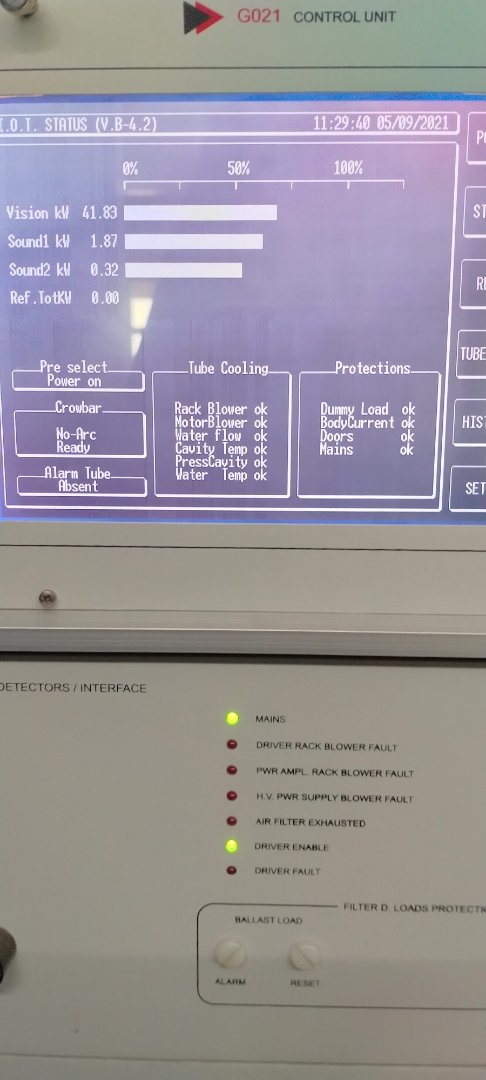 G021 CONTROL UNIT
I.O.T. STATUS (V.B-4.2) 11:29:40 05/09/2021
0% 50% 100%
Vision kW 41.83
Sound1 kW 1.87
Sound2 kW 0.32
Ref.TotKW 0.00
Pre select
Power on
Crowbar
No-Arc
Ready
Alarm Tube
Absent
Tube Cooling
Rack Blower ok
MotorBlower ok
Water flow ok
Cavity Temp ok
PressCavity ok
Water Temp ok
Protections
Dummy Load ok
BodyCurrent ok
Doors ok
Mains ok
TUBE
DETECTORS / INTERFACE
MAINS
DRIVER RACK BLOWER FAULT
PWR AMPL. RACK BLOWER FAULT
H.V. PWR SUPPLY BLOWER FAULT
AIR FILTER EXHAUSTED
DRIVER ENABLE
DRIVER FAULT
FILTER D. LOADS PROTECTI
BALLAST LOAD
ALARM RESET